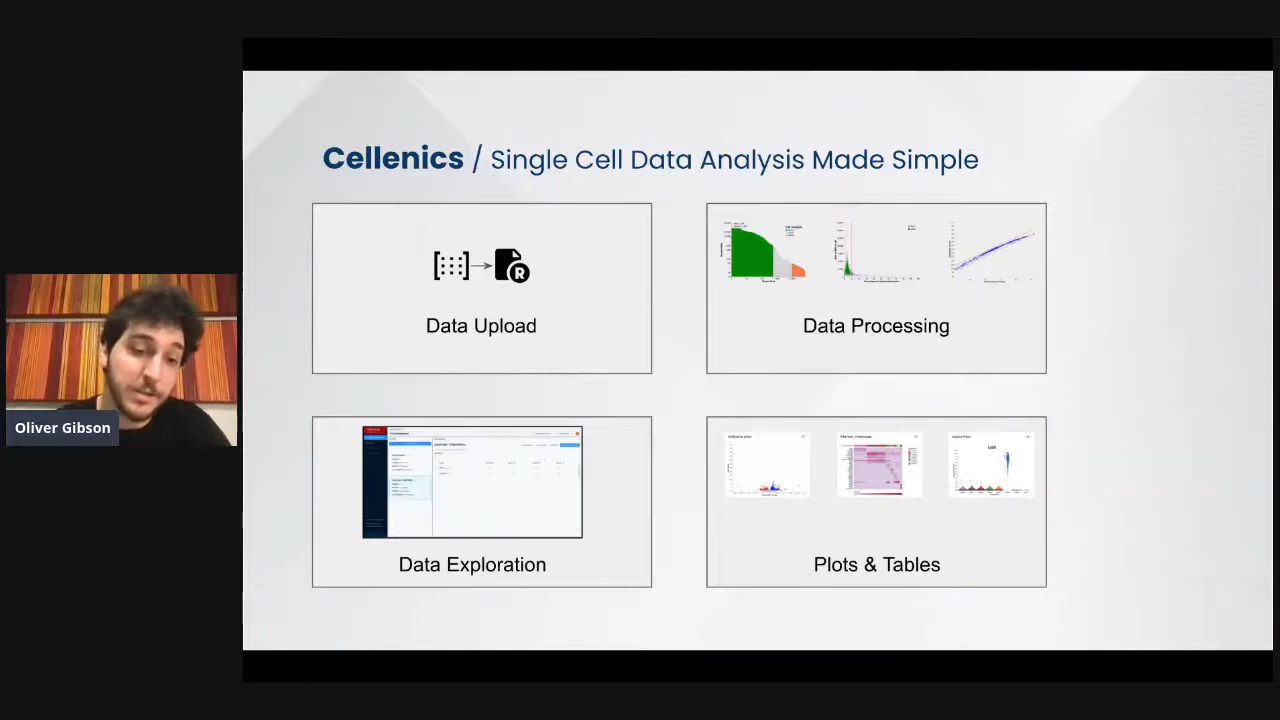 Cellenics / Single Cell Data Analysis Made Simple
R
Data Upload
Data Processing
Data Exploration
Plots & Tables
Oliver Gibson